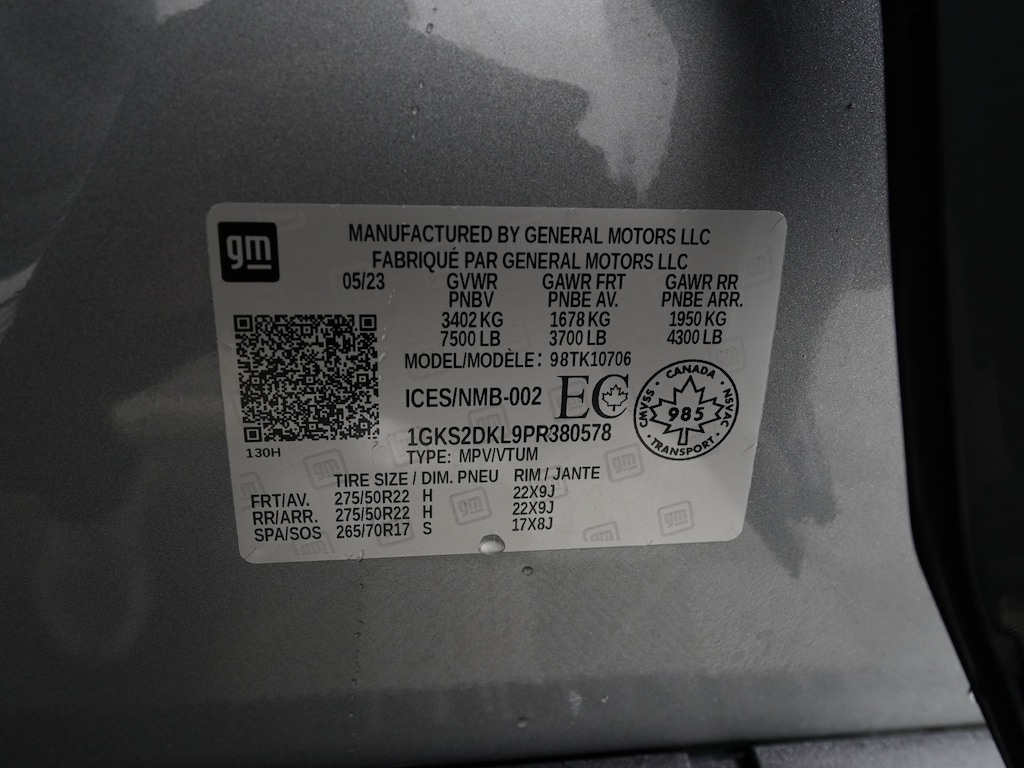 gm
MANUFACTURED BY GENERAL MOTORS LLC
FABRIQUÉ PAR GENERAL MOTORS LLC
05/23 GVWR GAWR FRT GAWR RR
PNBV PNBE AV. PNBE ARR.
3402 KG 1678 KG 1950 KG
7500 LB 3700 LB 4300 LB
MODEL/MODÈLE: 98TK10706
ICES/NMB-002 EC
CANADA
CMVSS 985 NSVAC
TRANSPORT
1GKS2DKL9PR380578
130H
TYPE: MPV/VTUM
TIRE SIZE / DIM. PNEU RIM / JANTE
FRT/AV. 275/50R22 H 22X9J
RR/ARR. 275/50R22 H 22X9J
SPA/SOS 265/70R17 S 17X8J